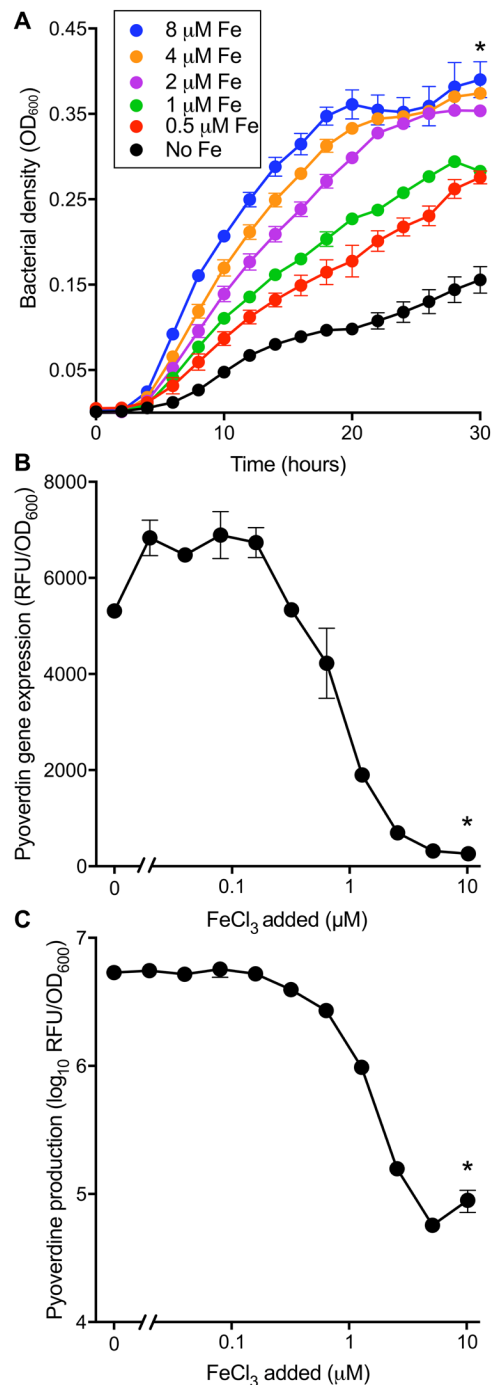 A
8 μM Fe
4 μM Fe
2 μM Fe
1 μM Fe
0.5 μM Fe
No Fe
*
0.45
0.35
0.25
0.15
0.05
Bacterial density (OD600)
0 10 20 30
Time (hours)
B
8000
6000
4000
2000
0
Pyoverdin gene expression (RFU/OD600)
*
0 0.1 1 10
FeCl3 added (μM)
C
7
6
5
4
Pyoverdine production (log10 RFU/OD600)
*
0 0.1 1 10
FeCl3 added (μM)